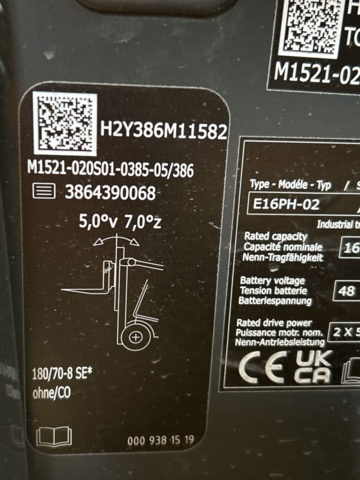 H2Y386M11582
M1521-020S01-0385-05/386
3864390068
5,0°v 7,0°z
180/70-8 SE*
ohne/CO
000 938 15 19
M1521-02
Type - Modéle - Typ / S
E16PH-02
Industrial tr
Rated capacity
Capacité nominale
Nenn-Tragfähigkeit
16
Battery voltage
Tension batterie
Batteriespannung
48
Rated drive power
Puissance motr. nom.
Nenn-Antriebsleistung
2 X 5
CE UK
CA